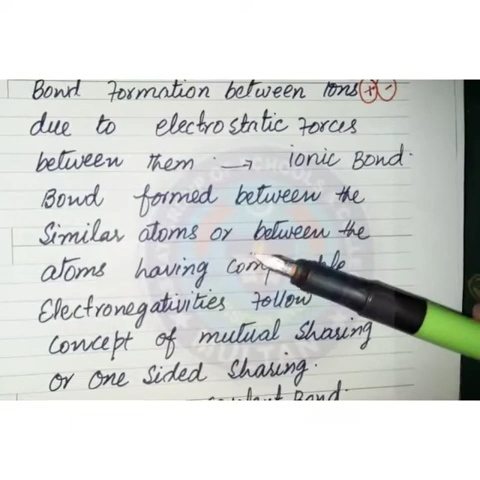 Bond Formation between Ions + -
due to electrostatic Forces
between them. → ionic Bond.
Bond formed between the
Similar atoms or between the
atoms having
Electronegativities Follow
concept of mutual Sharing
or One Sided Sharing.
Bond.